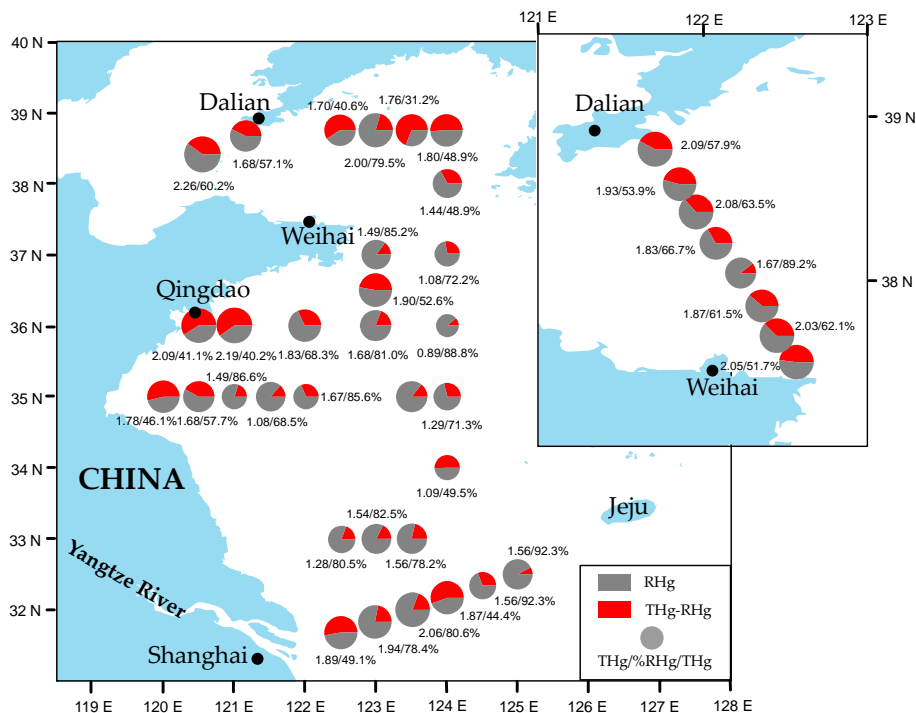 121 E 122 E 123 E
40 N
39 N
38 N
37 N
36 N
35 N
34 N
33 N
32 N
119 E 120 E 121 E 122 E 123 E 124 E 125 E 126 E 127 E 128 E
39 N
38 N
Dalian
1.70/40.6%
1.76/31.2%
1.68/57.1%
2.00/79.5%
1.80/48.9%
2.26/60.2%
1.44/48.9%
Weihai
1.49/85.2%
1.08/72.2%
Qingdao
1.90/52.6%
2.09/41.1%
2.19/40.2%
1.83/68.3%
1.68/81.0%
0.89/88.8%
1.49/86.6%
1.67/85.6%
1.78/46.1%
1.68/57.7%
1.08/68.5%
1.29/71.3%
CHINA
1.09/49.5%
Jeju
1.54/82.5%
1.28/80.5%
1.56/78.2%
1.56/92.3%
1.56/92.3%
Yangtze River
1.87/44.4%
2.06/80.6%
1.94/78.4%
1.89/49.1%
Shanghai
Dalian
2.09/57.9%
1.93/53.9%
2.08/63.5%
1.83/66.7%
1.67/89.2%
1.87/61.5%
2.03/62.1%
2.05/51.7%
Weihai
RHg
THg-RHg
THg/%RHg/THg